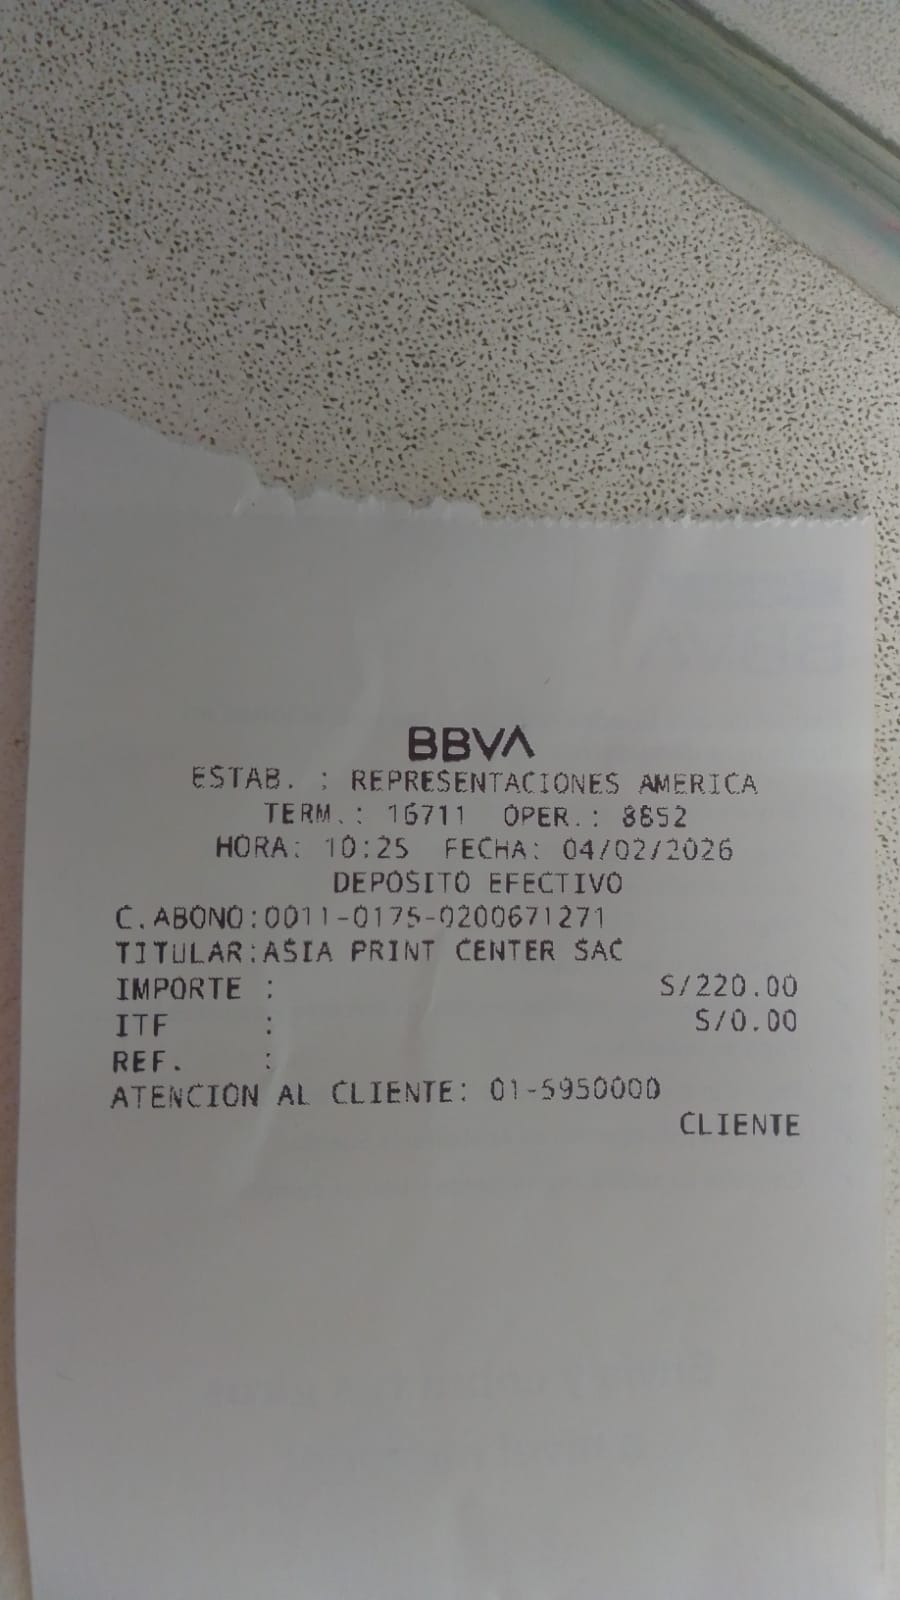 BBVA
ESTAB. : REPRESENTACIONES AMERICA
TERM.: 16711 OPER.: 8852
HORA: 10:25 FECHA: 04/02/2026
DEPOSITO EFECTIVO
C.ABONO:0011-0175-0200671271
TITULAR:ASIA PRINT CENTER SAC
IMPORTE : S/220.00
ITF : S/0.00
REF. :
ATENCION AL CLIENTE: 01-5950000
CLIENTE